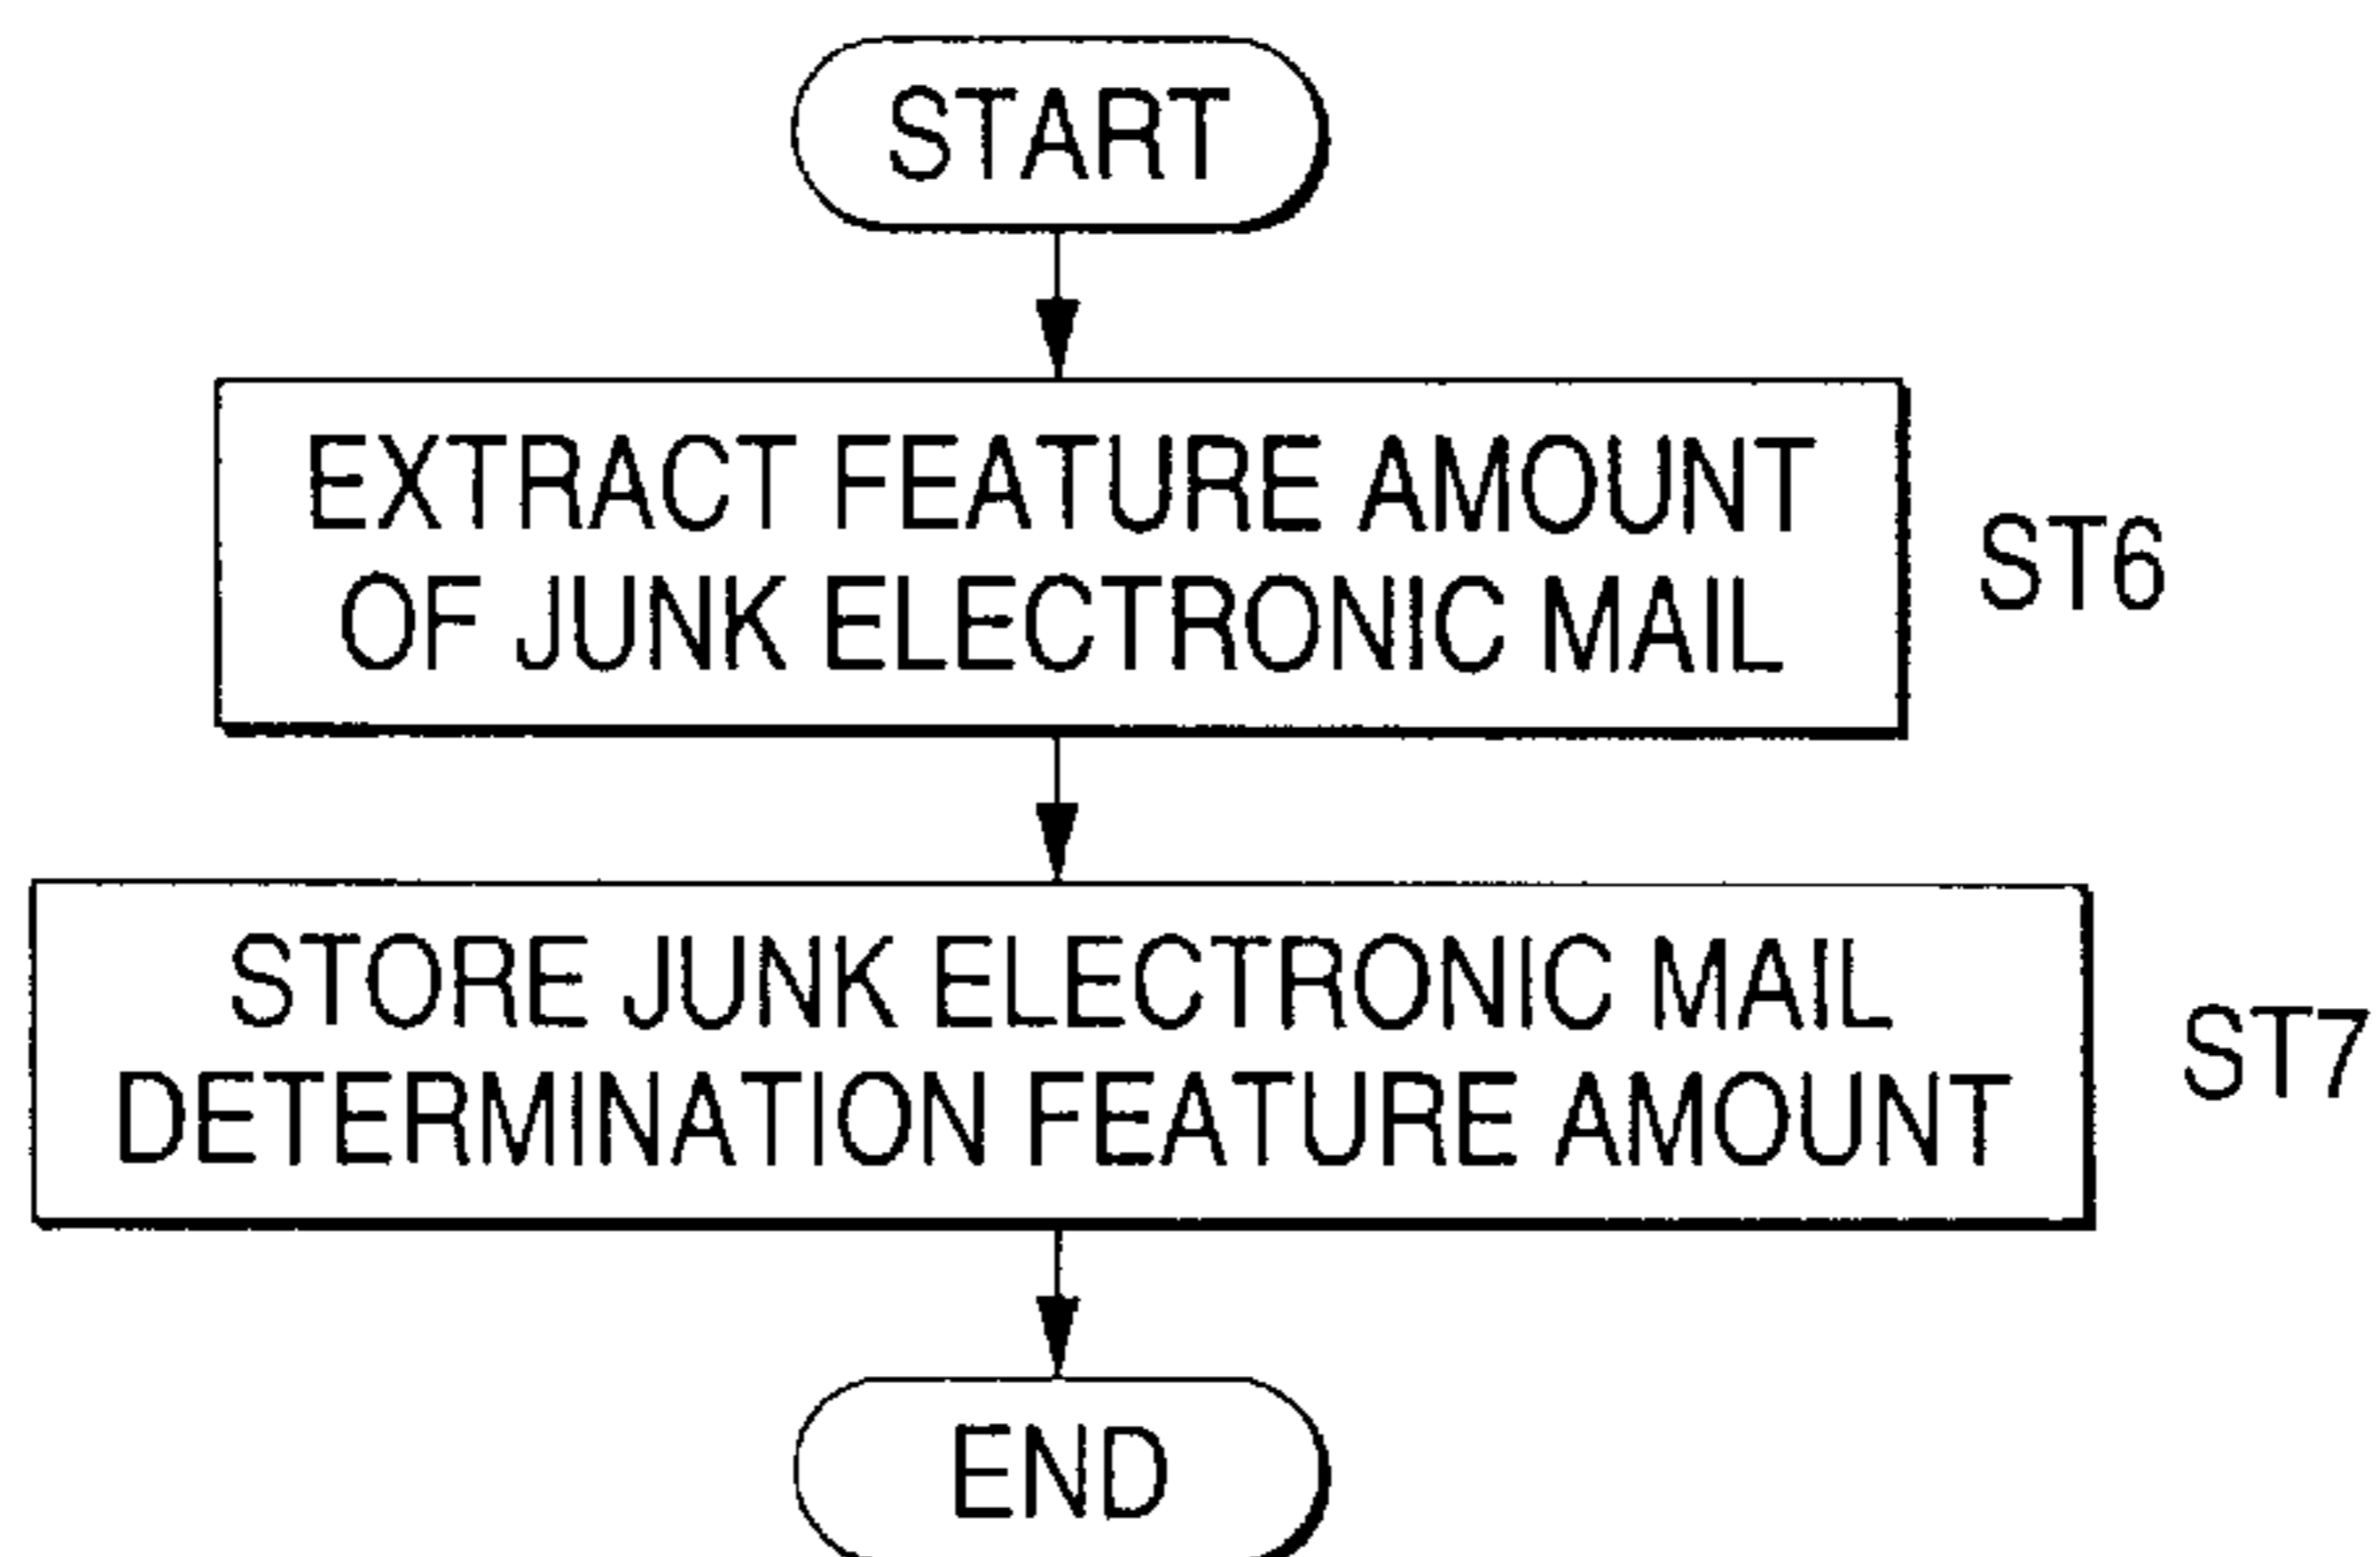 START
EXTRACT FEATURE AMOUNT
OF JUNK ELECTRONIC MAIL
ST6
STORE JUNK ELECTRONIC MAIL
DETERMINATION FEATURE AMOUNT
ST7
END